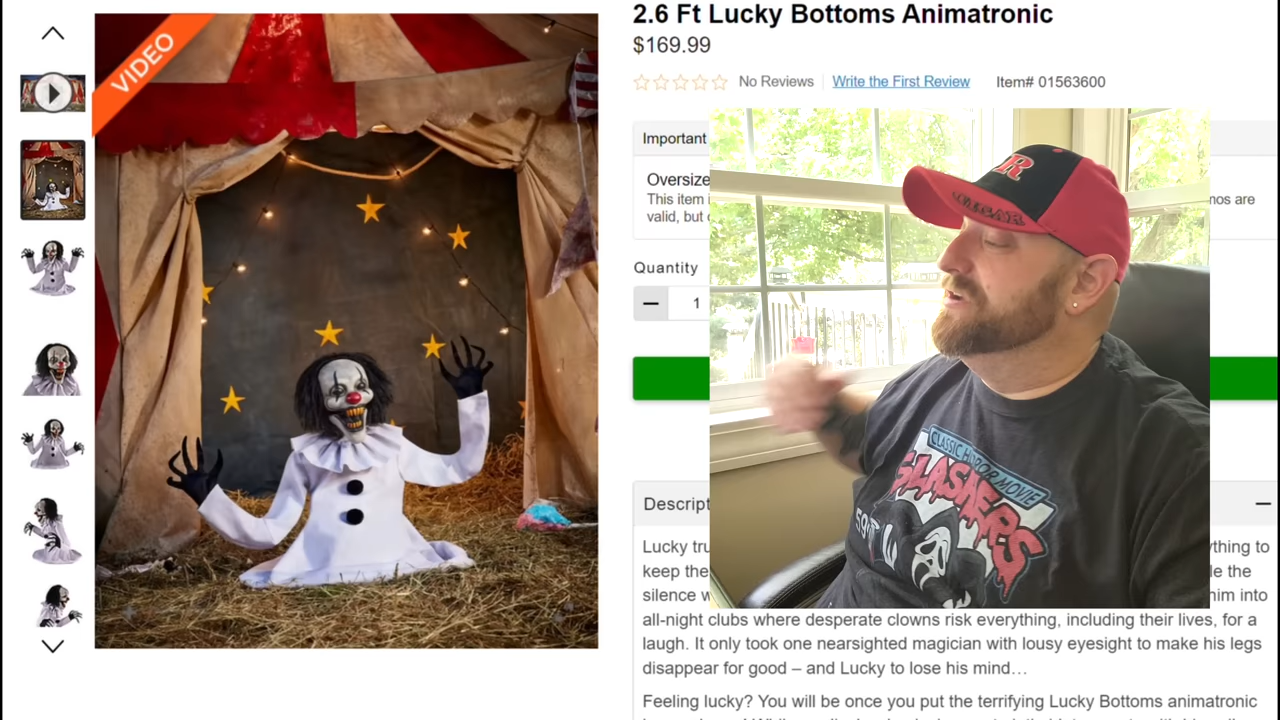 VIDEO
2.6 Ft Lucky Bottoms Animatronic
$169.99
No Reviews
Write the First Review
Item# 01563600
Important
Oversize
This item
mos are
valid, but
Quantity
1
R
CLASSIC HORROR MOVIE
SLASHERS
Descript
Lucky tru
ything to
keep the
le the
silence w
him into
all-night clubs where desperate clowns risk everything, including their lives, for a
laugh. It only took one nearsighted magician with lousy eyesight to make his legs
disappear for good – and Lucky to lose his mind…
Feeling lucky? You will be once you put the terrifying Lucky Bottoms animatronic